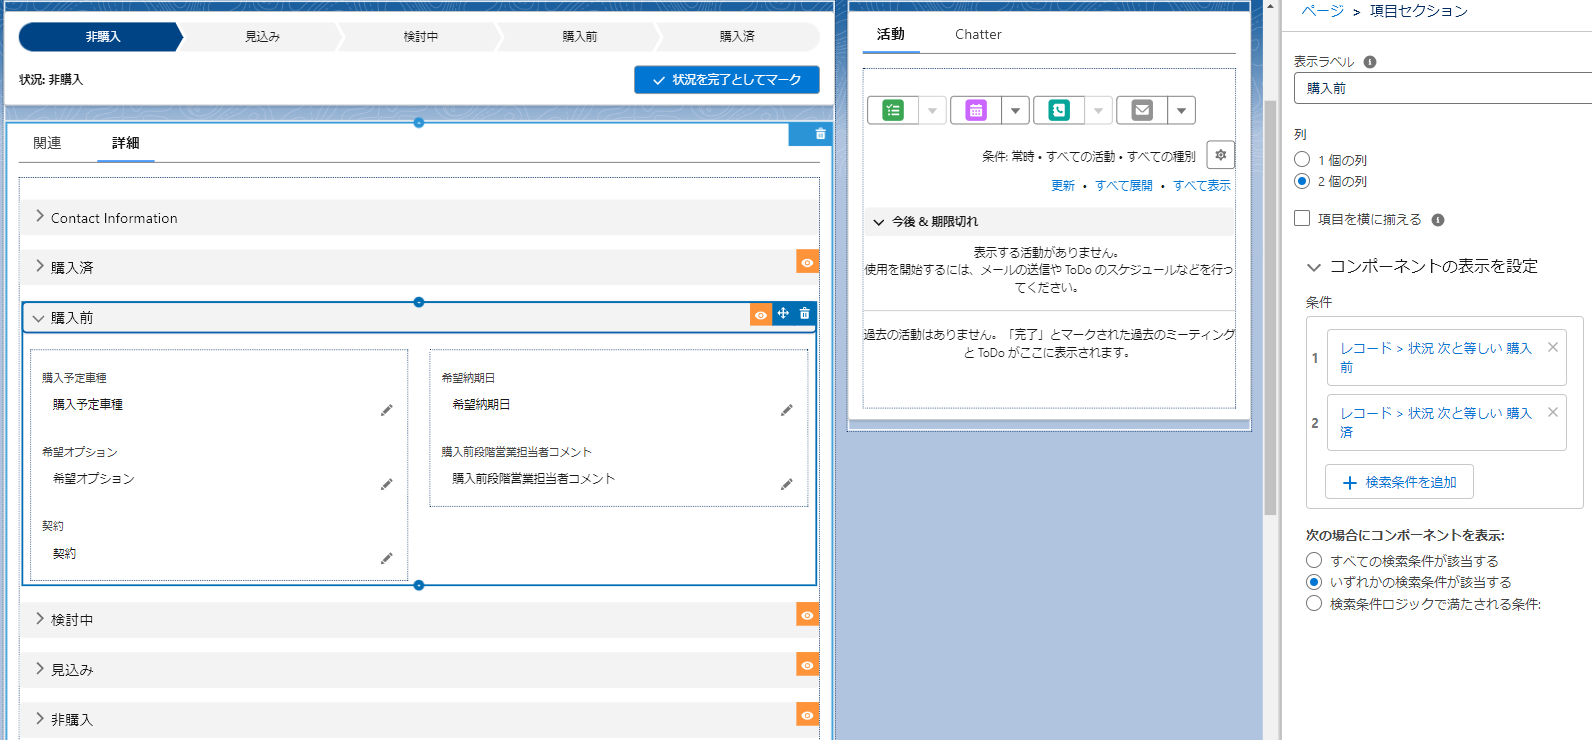 非購入
見込み
検討中
購入前
購入済
状況: 非購入
状況を完了としてマーク
関連
詳細
Contact Information
購入済
購入前
購入予定車種
購入予定車種
希望オプション
希望オプション
契約
契約
希望納期日
希望納期日
購入前段階営業担当者コメント
購入前段階営業担当者コメント
検討中
見込み
非購入
活動
Chatter
条件: 常時 • すべての活動 • すべての種別
更新 • すべて展開 • すべて表示
今後 & 期限切れ
表示する活動がありません。
使用を開始するには、メールの送信や ToDo のスケジュールなどを行っ
てください。
過去の活動はありません。「完了」とマークされた過去のミーティング
と ToDo がここに表示されます。
ページ > 項目セクション
表示ラベル
購入前
列
1 個の列
2 個の列
項目を横に揃える
コンポーネントの表示を設定
条件
1
レコード > 状況 次と等しい 購入
前
2
レコード > 状況 次と等しい 購入
済
検索条件を追加
次の場合にコンポーネントを表示:
すべての検索条件が該当する
いずれかの検索条件が該当する
検索条件ロジックで満たされる条件: